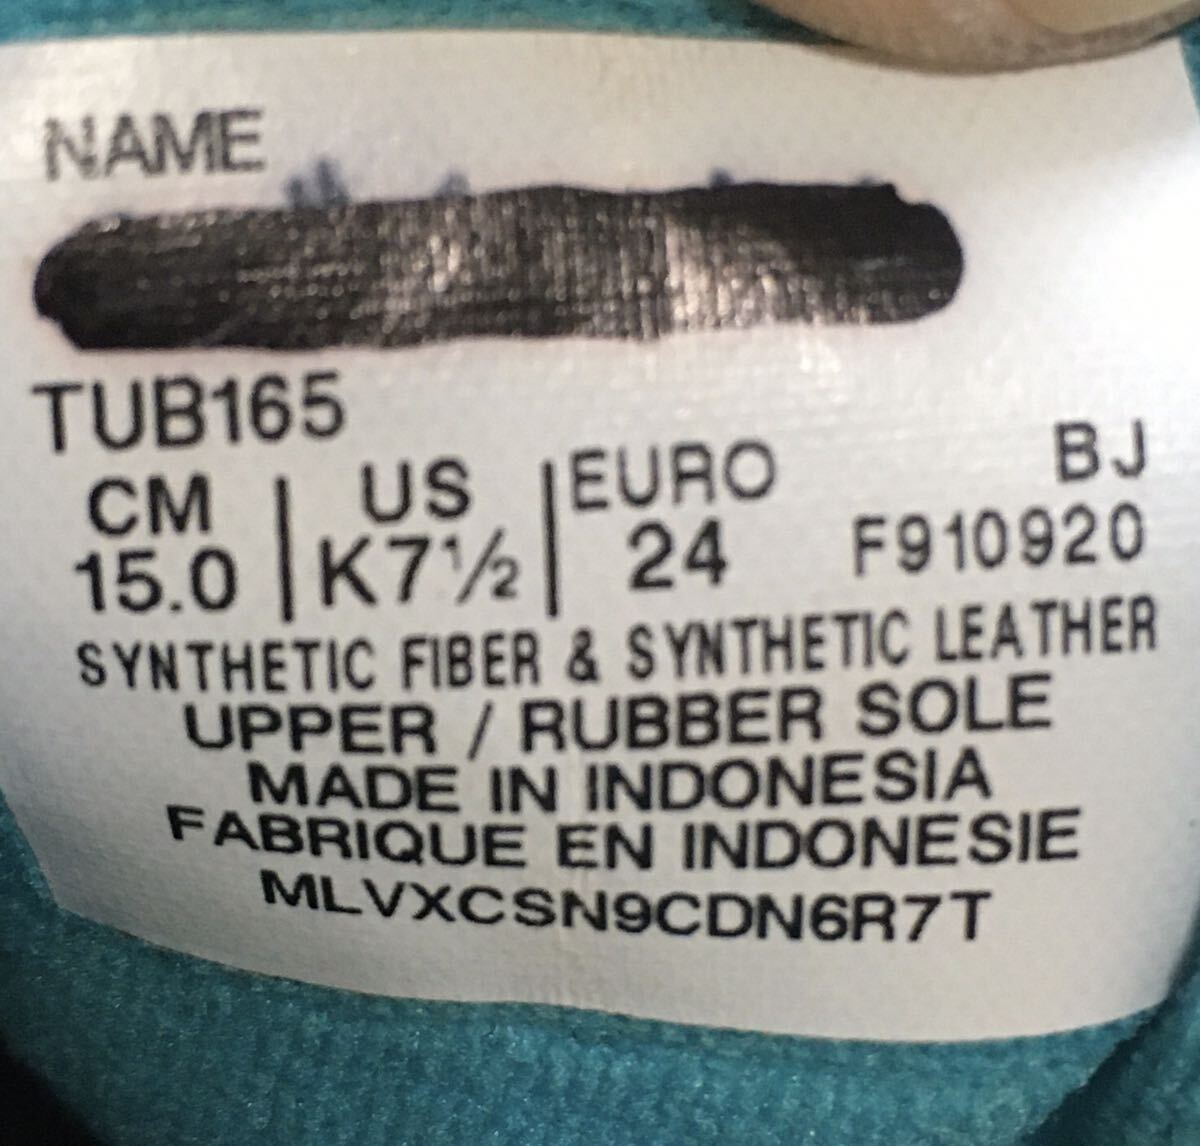 NAME
TUB165
CM | US | EURO BJ
15.0 | K7½ | 24 F910920
SYNTHETIC FIBER & SYNTHETIC LEATHER
UPPER / RUBBER SOLE
MADE IN INDONESIA
FABRIQUE EN INDONESIE
MLVXCSN9CDN6R7T